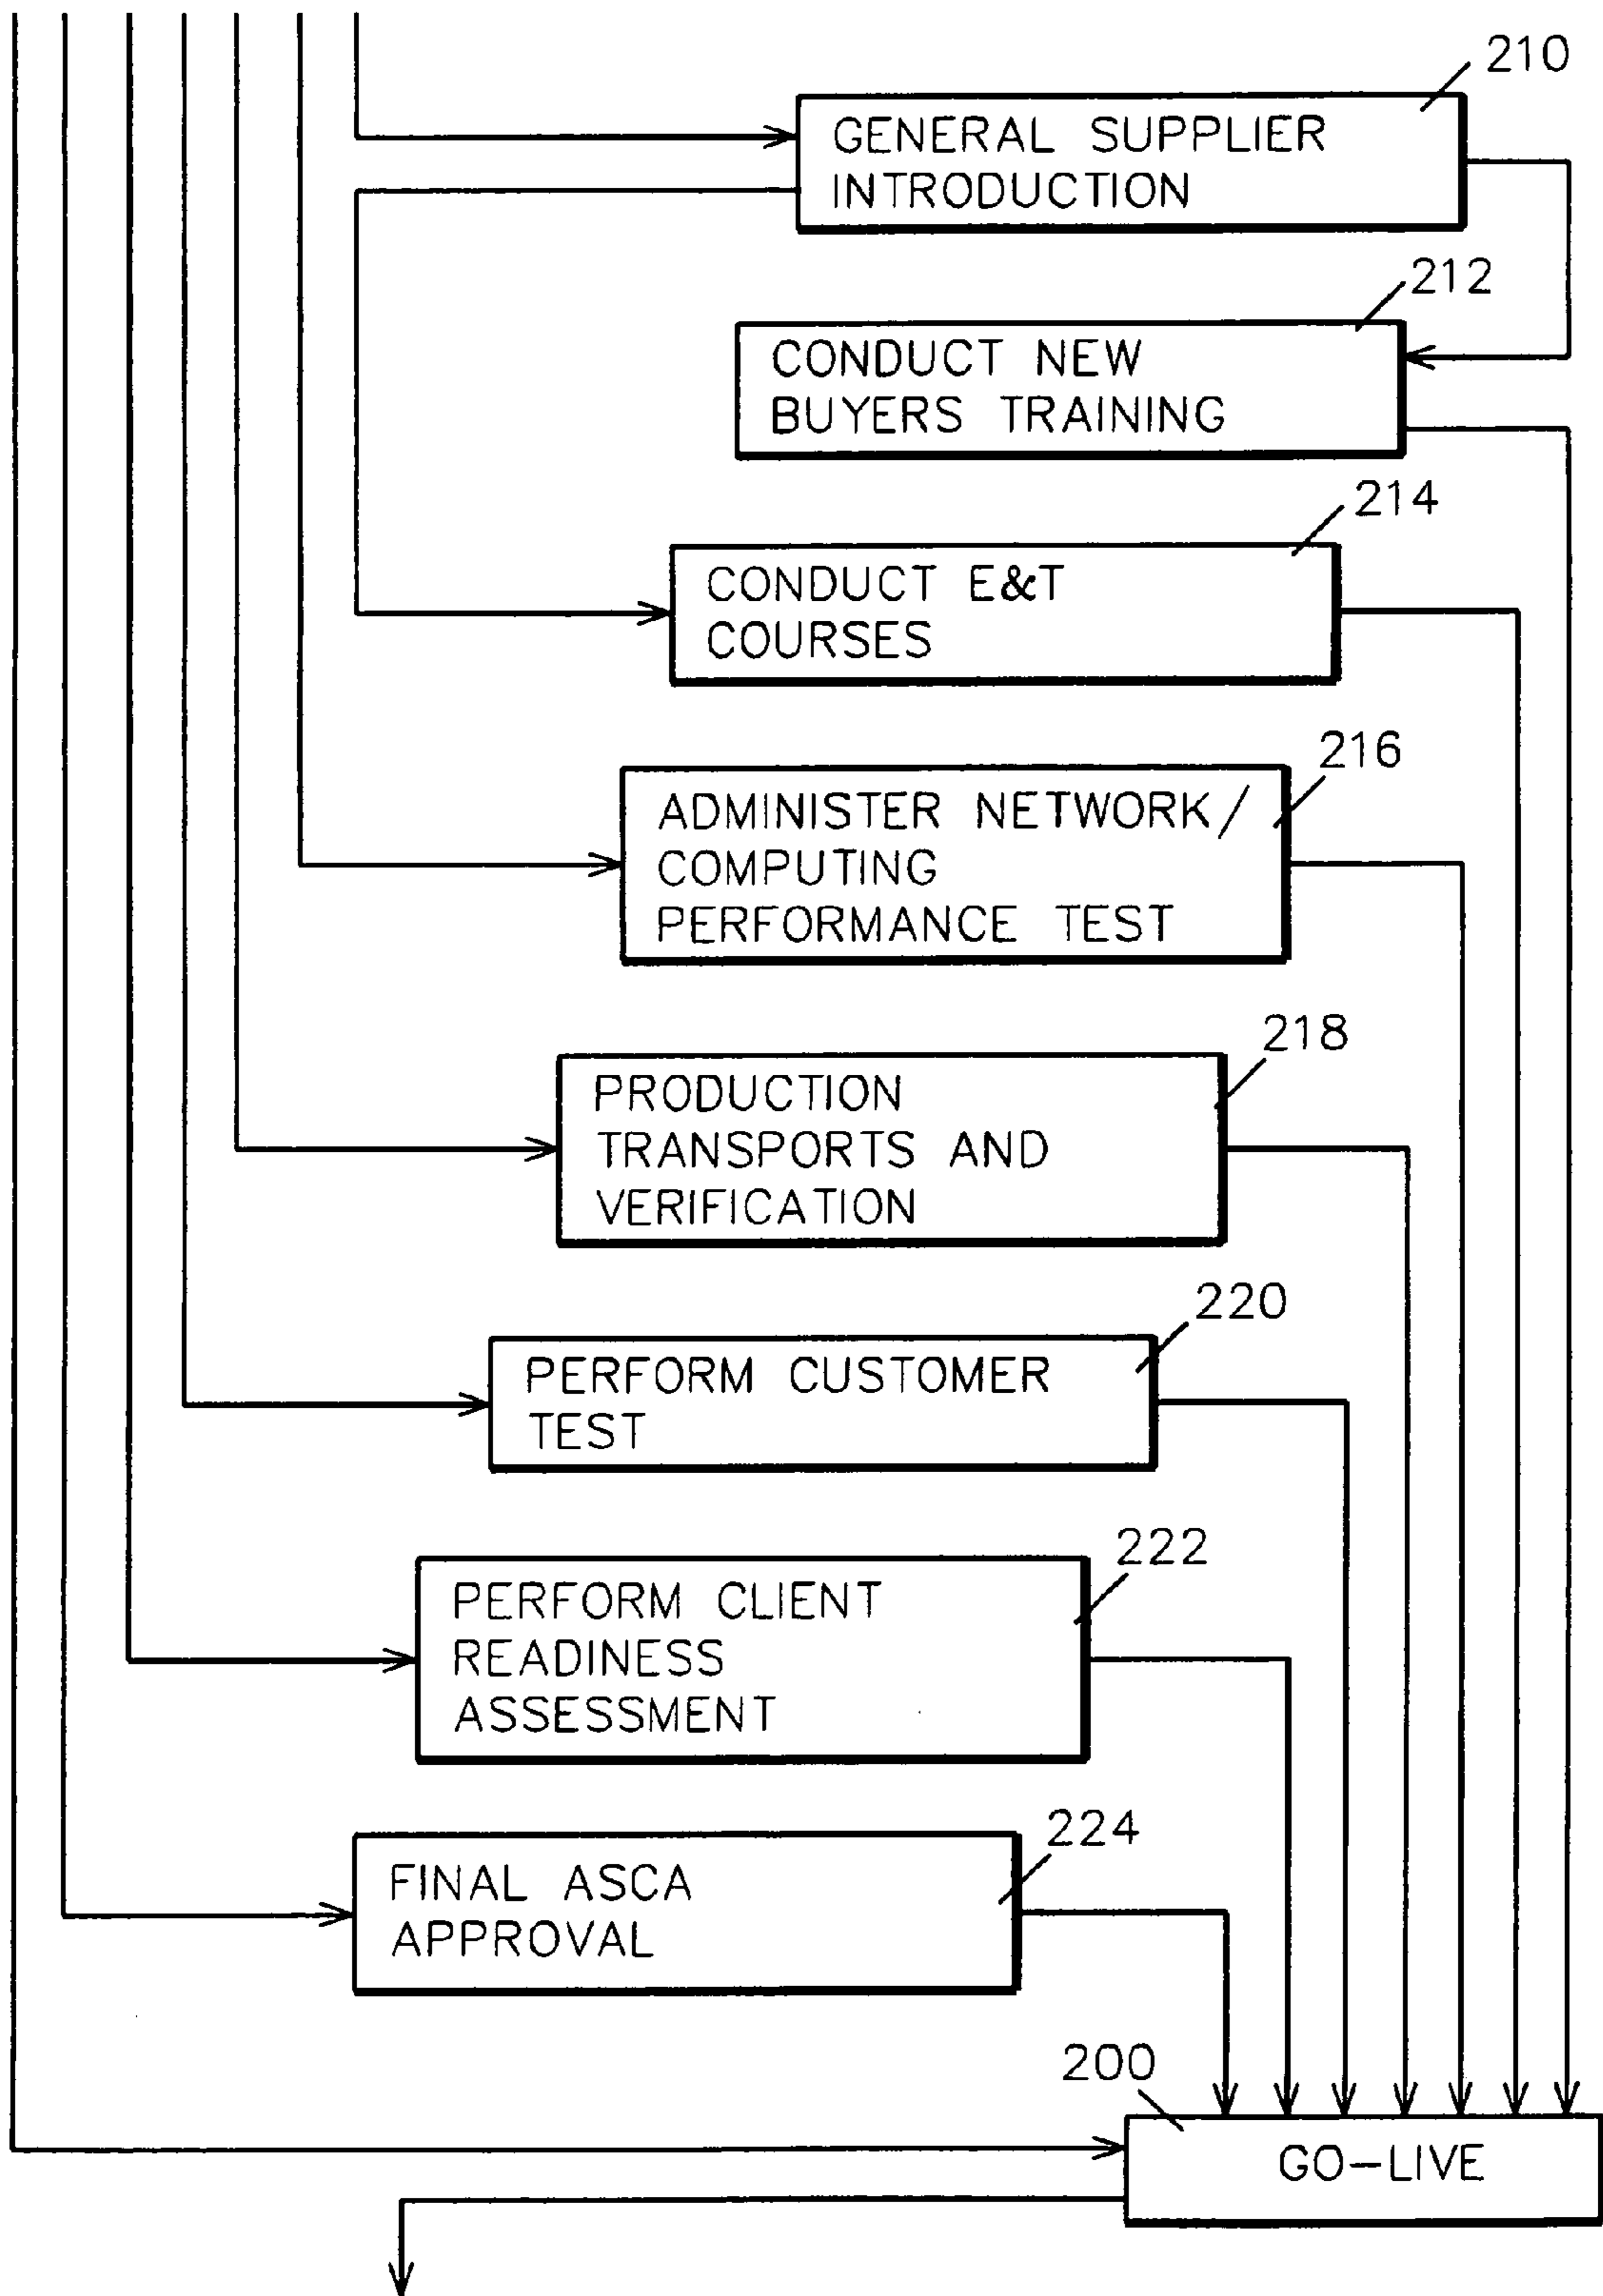 210
GENERAL SUPPLIER
INTRODUCTION
212
CONDUCT NEW
BUYERS TRAINING
214
CONDUCT E&T
COURSES
216
ADMINISTER NETWORK/
COMPUTING
PERFORMANCE TEST
218
PRODUCTION
TRANSPORTS AND
VERIFICATION
220
PERFORM CUSTOMER
TEST
222
PERFORM CLIENT
READINESS
ASSESSMENT
224
FINAL ASCA
APPROVAL
200
GO-LIVE